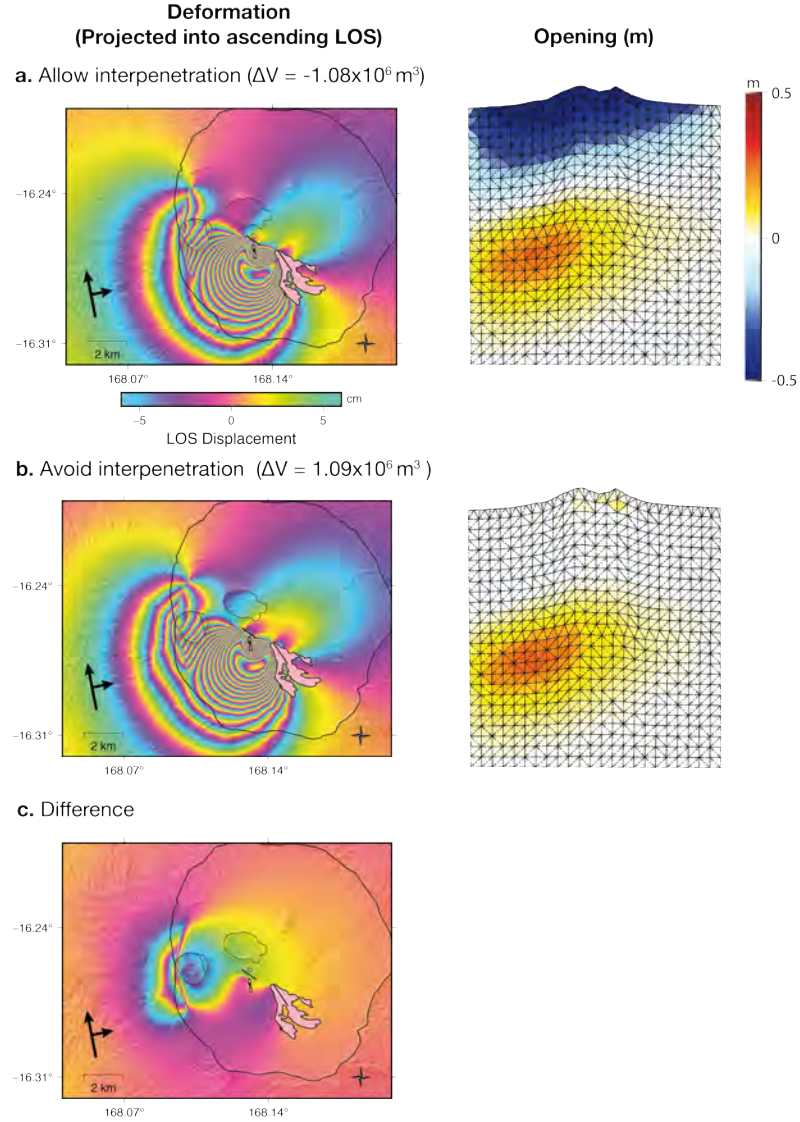 Deformation
(Projected into ascending LOS)
Opening (m)
a. Allow interpenetration (ΔV = -1.08x10⁶ m³)
m
0.5
0
-0.5
−16.24°
−16.31°
2 km
168.07°
168.14°
cm
−5
0
5
LOS Displacement
b. Avoid interpenetration (ΔV = 1.09x10⁶ m³ )
−16.24°
−16.31°
2 km
168.07°
168.14°
c. Difference
−16.24°
−16.31°
2 km
168.07°
168.14°